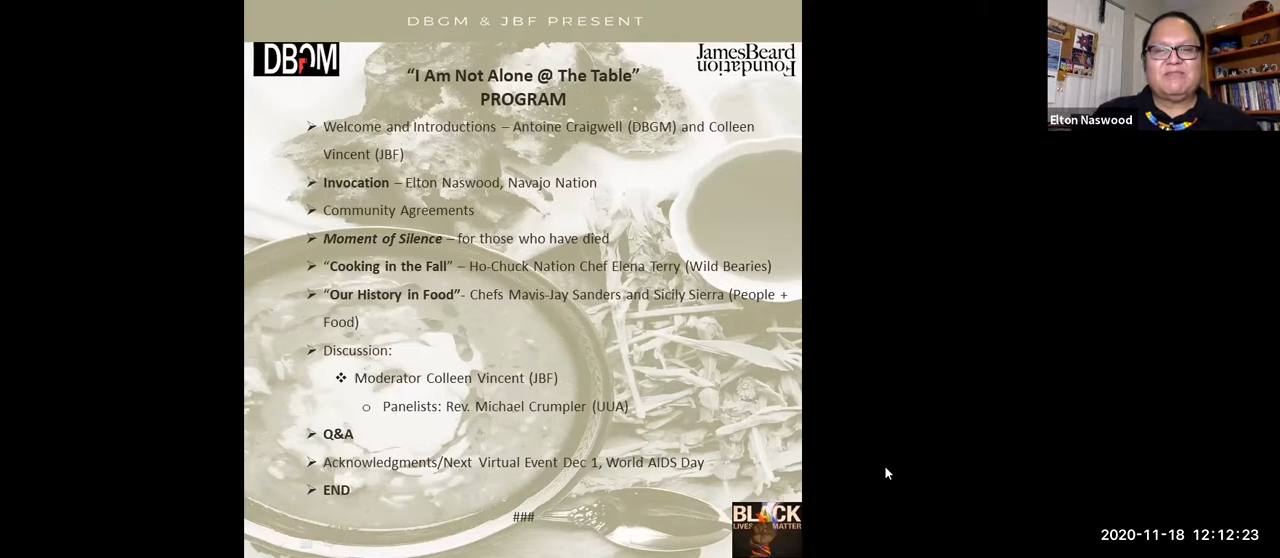 DBGM & JBF PRESENT
DBGM
JamesBeard
Foundation
“I Am Not Alone @ The Table”
PROGRAM
➢ Welcome and Introductions – Antoine Craigwell (DBGM) and Colleen
Vincent (JBF)
➢ Invocation – Elton Naswood, Navajo Nation
➢ Community Agreements
➢ Moment of Silence – for those who have died
➢ “Cooking in the Fall” – Ho-Chuck Nation Chef Elena Terry (Wild Bearies)
➢ “Our History in Food”- Chefs Mavis-Jay Sanders and Sicily Sierra (People +
Food)
➢ Discussion:
❖ Moderator Colleen Vincent (JBF)
o Panelists: Rev. Michael Crumpler (UUA)
➢ Q&A
➢ Acknowledgments/Next Virtual Event Dec 1, World AIDS Day
➢ END
###
BLACK
LIVES MATTER
Elton Naswood
2020-11-18 12:12:23